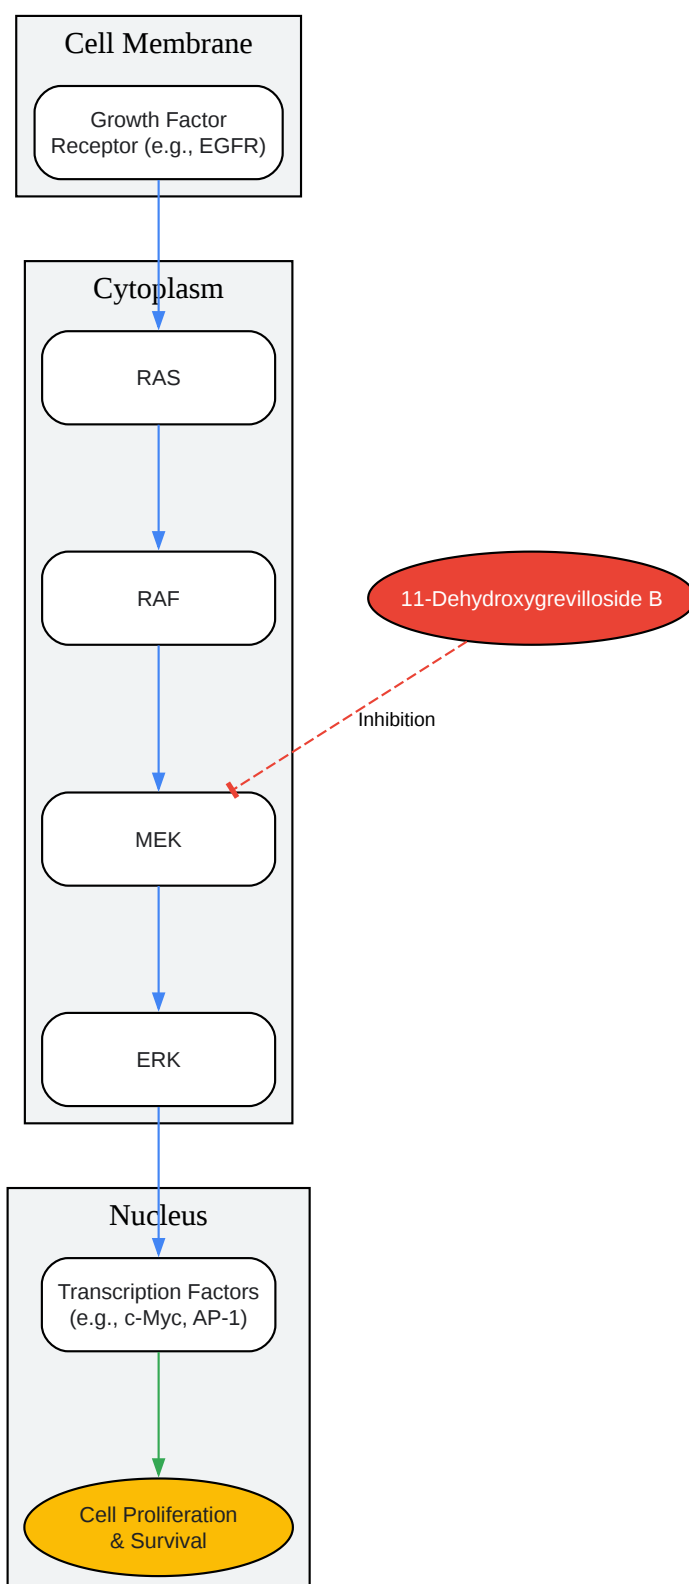 Cell Membrane
Growth Factor
Receptor (e.g., EGFR)
Cytoplasm
RAS
RAF
11-Dehydroxygrevilloside B
Inhibition
MEK
ERK
Nucleus
Transcription Factors
(e.g., c-Myc, AP-1)
Cell Proliferation
& Survival